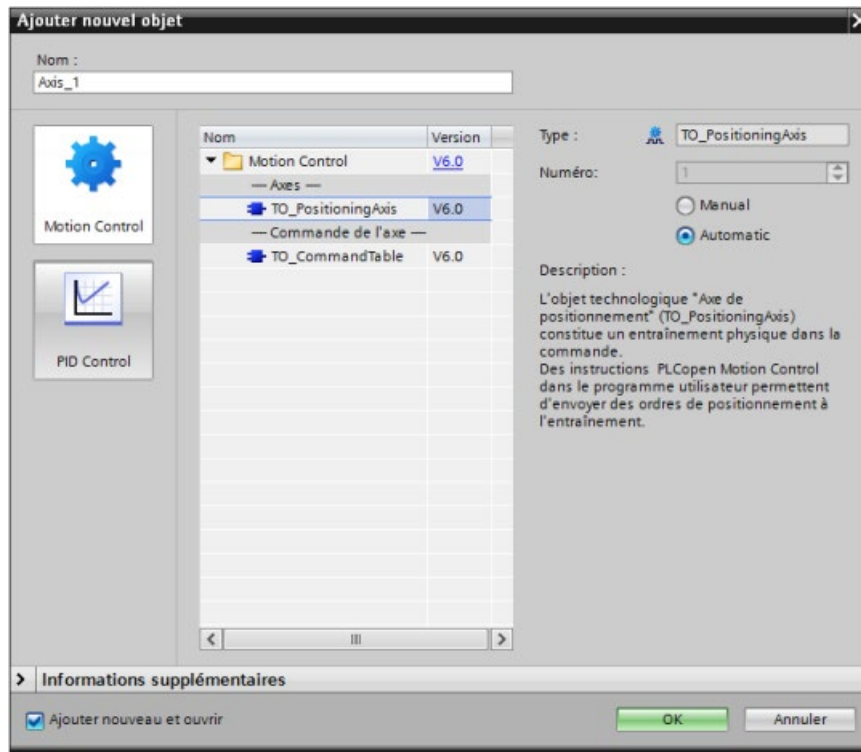 Ajouter nouvel objet
Nom :
Axis_1
Motion Control
PID Control
Nom Version
Motion Control V6.0
— Axes —
TO_PositioningAxis V6.0
— Commande de l'axe —
TO_CommandTable V6.0
Type : TO_PositioningAxis
Numéro: 1
Manual
Automatic
Description :
L'objet technologique "Axe de
positionnement" (TO_PositioningAxis)
constitue un entraînement physique dans la
commande.
Des instructions PLCopen Motion Control
dans le programme utilisateur permettent
d'envoyer des ordres de positionnement à
l'entraînement.
Informations supplémentaires
Ajouter nouveau et ouvrir
OK Annuler